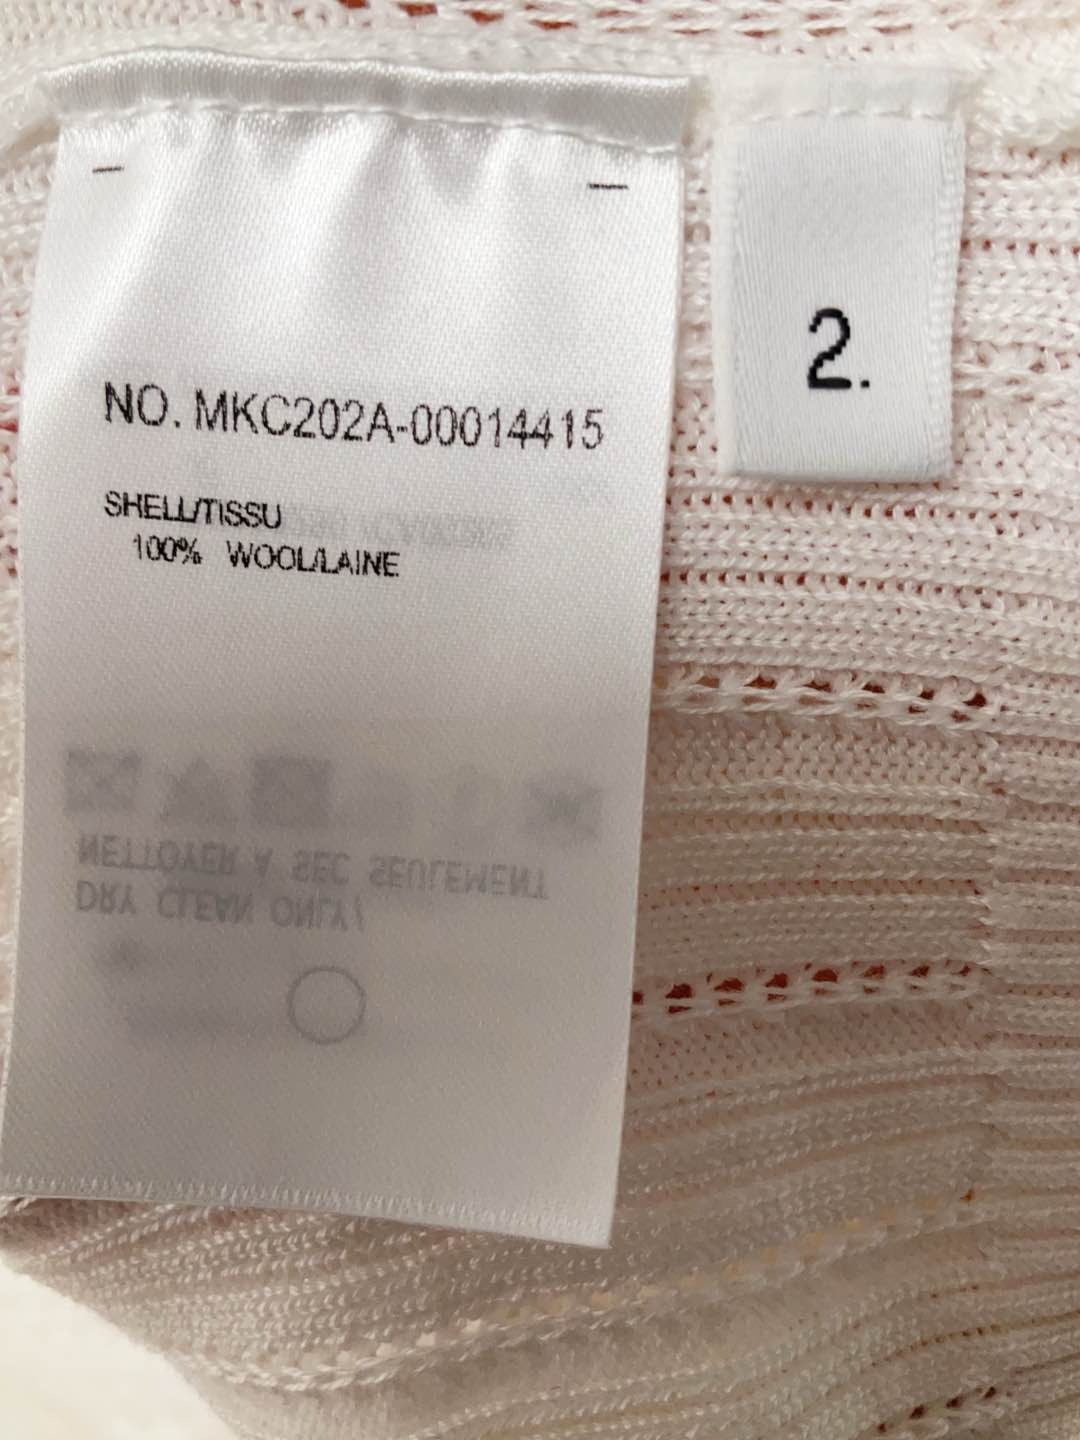 NO. MKC202A-00014415
SHELL/TISSU
100% WOOL/LAINE
2.
DRY CLEAN ONLY/
NETTOYER A SEC SEULEMENT